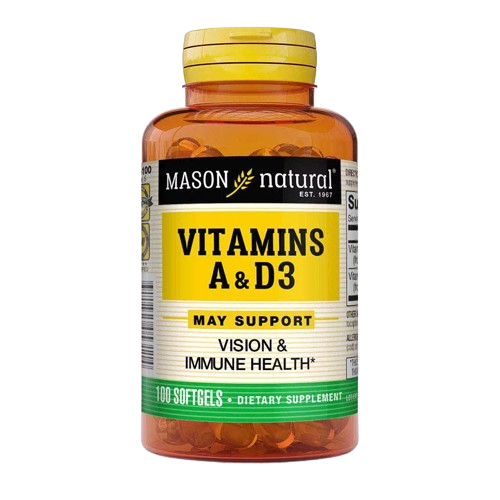 MASON natural®
EST. 1967
VITAMINS
A & D3
MAY SUPPORT
VISION &
IMMUNE HEALTH*
100 SOFTGELS • DIETARY SUPPLEMENT